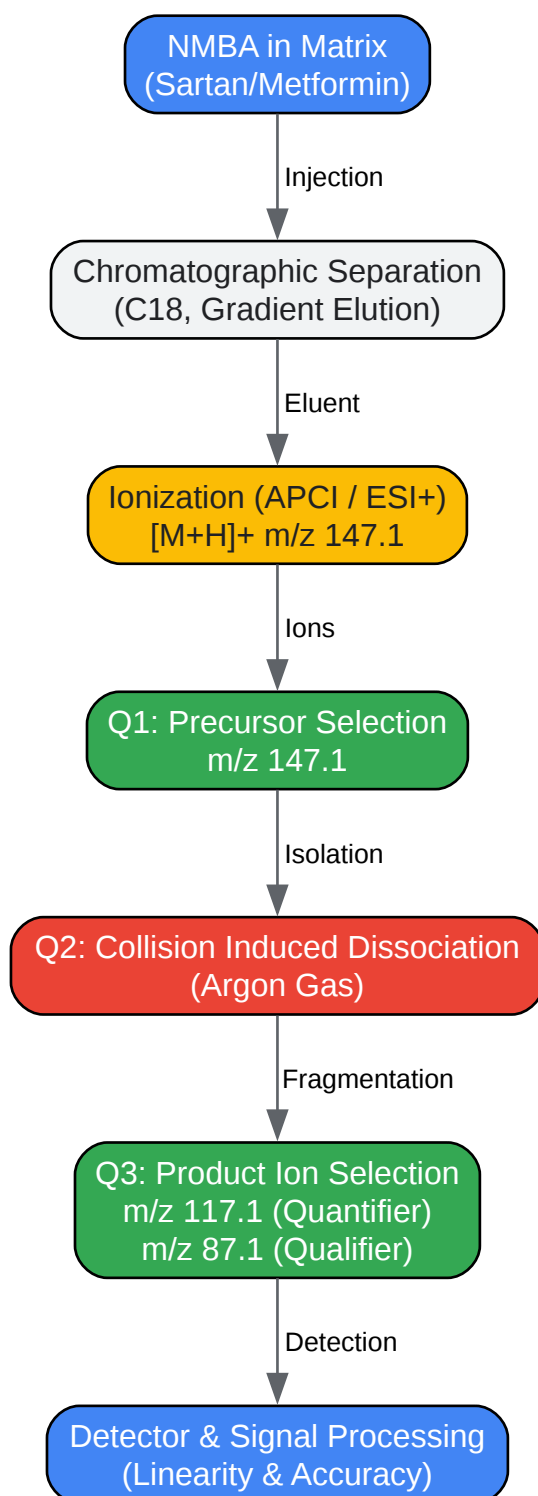 NMBA in Matrix
(Sartan/Metformin)
Injection
Chromatographic Separation
(C18, Gradient Elution)
Eluent
Ionization (APCI / ESI+)
[M+H]+ m/z 147.1
Ions
Q1: Precursor Selection
m/z 147.1
Isolation
Q2: Collision Induced Dissociation
(Argon Gas)
Fragmentation
Q3: Product Ion Selection
m/z 117.1 (Quantifier)
m/z 87.1 (Qualifier)
Detection
Detector & Signal Processing
(Linearity & Accuracy)